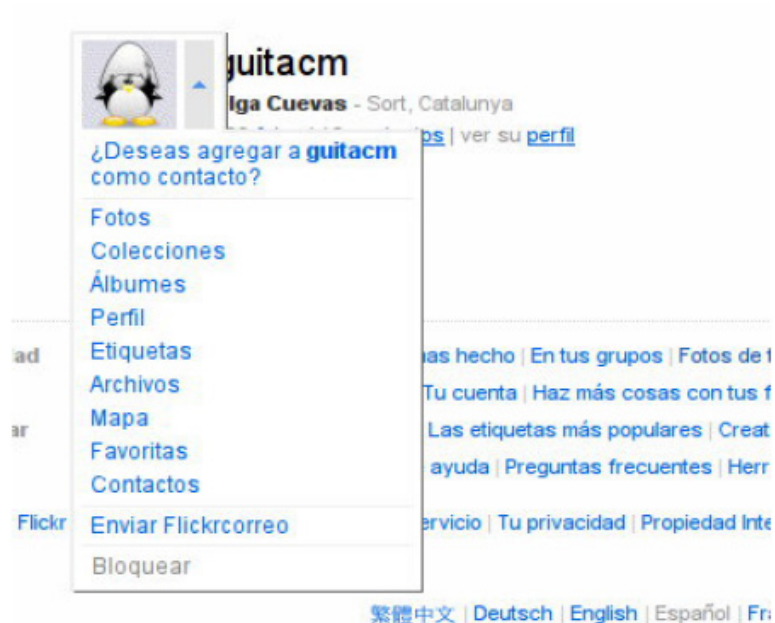 guitacm
lga Cuevas - Sort, Catalunya
os | ver su perfil
¿Deseas agregar a guitacm
como contacto?
Fotos
Colecciones
Álbumes
Perfil
Etiquetas
Archivos
Mapa
Favoritas
Contactos
Enviar Flickrcorreo
Bloquear
ad
as hecho | En tus grupos | Fotos de t
Tu cuenta | Haz más cosas con tus f
ar
Las etiquetas más populares | Creat
ayuda | Preguntas frecuentes | Herr
Flickr
ervicio | Tu privacidad | Propiedad Inte
繁體中文 | Deutsch | English | Español | Fra